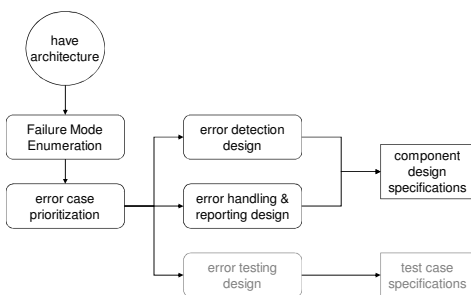 have
architecture
Failure Mode
Enumeration
error case
prioritization
error detection
design
error handling &
reporting design
component
design
specifications
error testing
design
test case
specifications